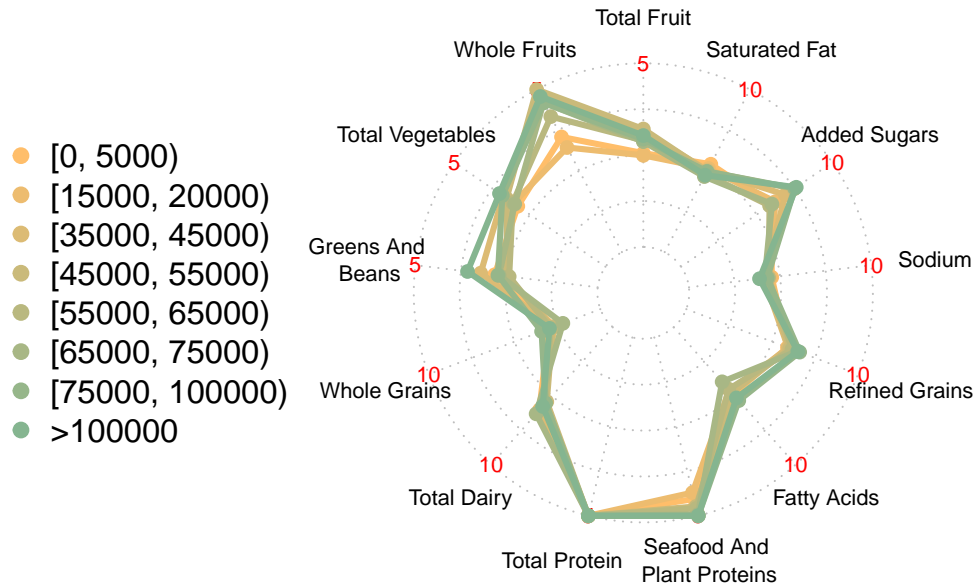 [0, 5000)
[15000, 20000)
[35000, 45000)
[45000, 55000)
[55000, 65000)
[65000, 75000)
[75000, 100000)
>100000
Total Fruit
5
Saturated Fat
10
Added Sugars
10
Sodium
10
Refined Grains
10
Fatty Acids
10
Seafood And
Plant Proteins
Total Protein
Total Dairy
10
Whole Grains
10
Greens And
Beans
5
Total Vegetables
5
Whole Fruits